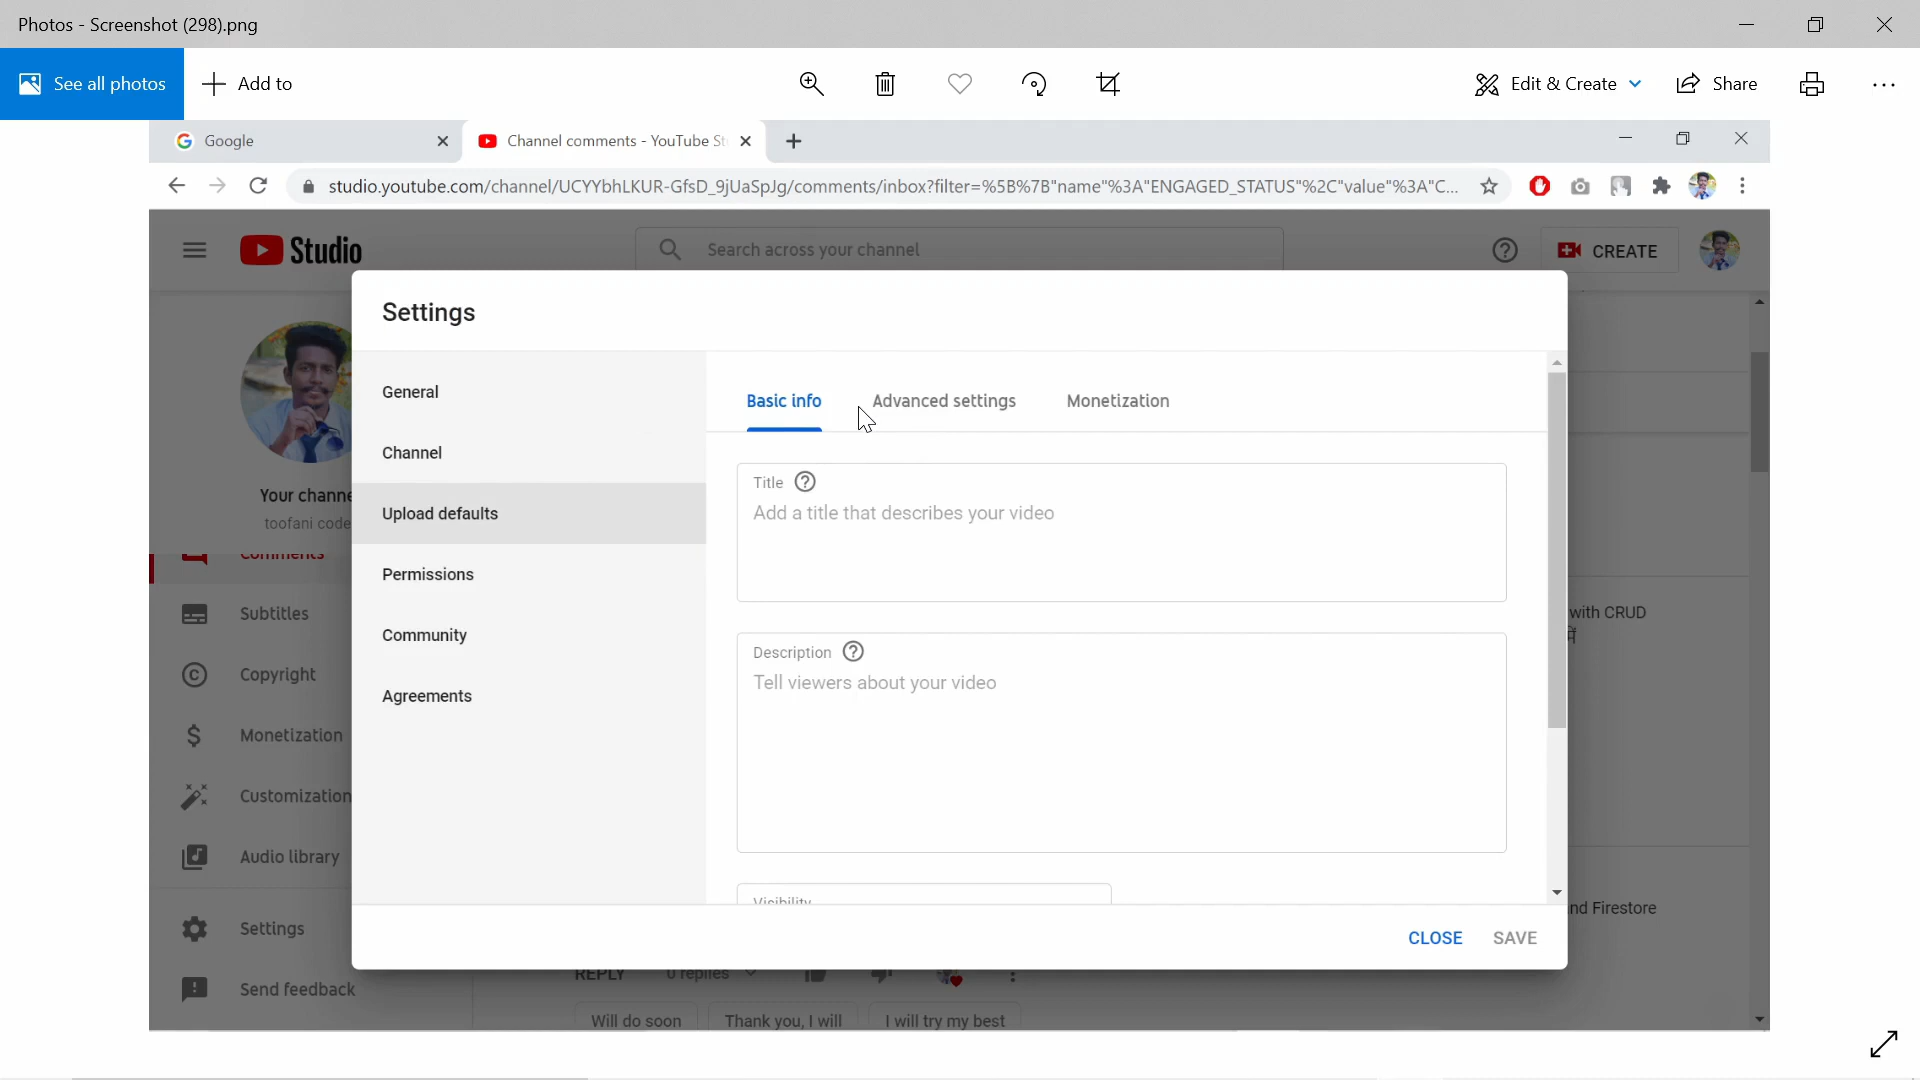 Photos - Screenshot (298).png
See all photos
Add to
Edit & Create
Share
Google
Channel comments - YouTube St
studio.youtube.com/channel/UCYYbhLKUR-GfsD_9jUaSpJg/comments/inbox?filter=%5B%7B"name"%3A"ENGAGED_STATUS"%2C"value"%3A"C...
Studio
Search across your channel
CREATE
Settings
General
Channel
Upload defaults
Permissions
Community
Agreements
Basic info
Advanced settings
Monetization
Title
Add a title that describes your video
Description
Tell viewers about your video
Visibility
CLOSE
SAVE
Your channe
toofani code
Comments
Subtitles
Copyright
Monetization
Customization
Audio library
Settings
Send feedback
with CRUD
nd Firestore
REPLY
0 replies
Will do soon
Thank you, I will
I will try my best